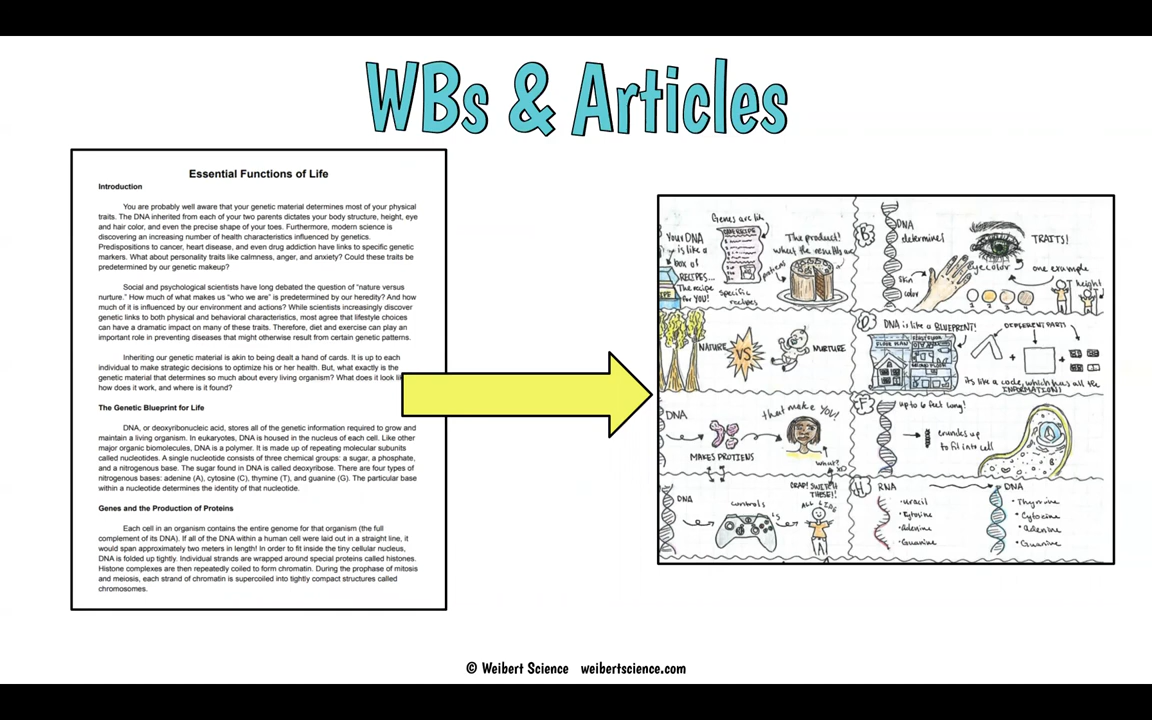 WBs & Articles
Essential Functions of Life
Introduction
You are probably well aware that your genetic material determines most of your physical
traits. The DNA inherited from each of your two parents dictates your body structure, height, eye
and hair color, and even the precise shape of your toes. Furthermore, modern science is
discovering an increasing number of health characteristics influenced by genetics.
Predispositions to cancer, heart disease, and even drug addiction have links to specific genetic
markers. What about personality traits like calmness, anger, and anxiety? Could these traits be
predetermined by our genetic makeup?
Social and psychological scientists have long debated the question of “nature versus
nurture.” How much of what makes us “who we are” is predetermined by our heredity? And how
much of it is influenced by our environment and actions? While scientists increasingly discover
genetic links to both physical and behavioral characteristics, most agree that lifestyle choices
can have a dramatic impact on many of these traits. Therefore, diet and exercise can play an
important role in preventing diseases that might otherwise result from certain genetic patterns.
Inheriting our genetic material is akin to being dealt a hand of cards. It is up to each
individual to make strategic decisions to optimize his or her health. But, what exactly is the
genetic material that determines so much about every living organism? What does it look
how does it work, and where is it found?
The Genetic Blueprint for Life
DNA, or deoxyribonucleic acid, stores all of the genetic information required to grow and
maintain a living organism. In eukaryotes, DNA is housed in the nucleus of each cell. Like other
major organic biomolecules, DNA is a polymer. It is made up of repeating molecular subunits
called nucleotides. A single nucleotide consists of three chemical groups: a sugar, a phosphate,
and a nitrogenous base. The sugar found in DNA is called deoxyribose. There are four types of
nitrogenous bases: adenine (A), cytosine (C), thymine (T), and guanine (G). The particular base
within a nucleotide determines the identity of that nucleotide.
Genes and the Production of Proteins
Each cell in an organism contains the entire genome for that organism (the full
complement of its DNA). If all of the DNA within a human cell were laid out in a straight line, it
would span approximately two meters in length! In order to fit inside the tiny cellular nucleus,
DNA is folded up tightly. Individual strands are wrapped around special proteins called histones.
Histone complexes are then repeatedly coiled to form chromatin. During the prophase of mitosis
and meiosis, each strand of chromatin is supercoiled into tightly compact structures called
chromosomes.
Genes are like
YOUR DNA
is like a
box of
RECIPES...
The recipe
for YOU!
specific
recipes
proteins
The product!
what the results are
B
DNA
determines
TRAITS!
skin
color
eyecolor
one example
height
NATURE
VS
NURTURE
D
DNA is like a BLUEPRINT!
FLOOR PLAN
DIFFERENT PARTS
+
+
its like a code, which has all the
INFORMATION!
DNA
MAKES PROTIENS
that make YOU!
what?
F
up to 6 feet long!
crunches up
to fit into cell
DNA
controls
CRAP! SWITCH
THESE!
H
RNA
•Uracil
•Cytosine
•Adenine
•Guanine
DNA
•Thymine
•Cytocine
•Adenine
•Guanine
© Weibert Science weibertscience.com